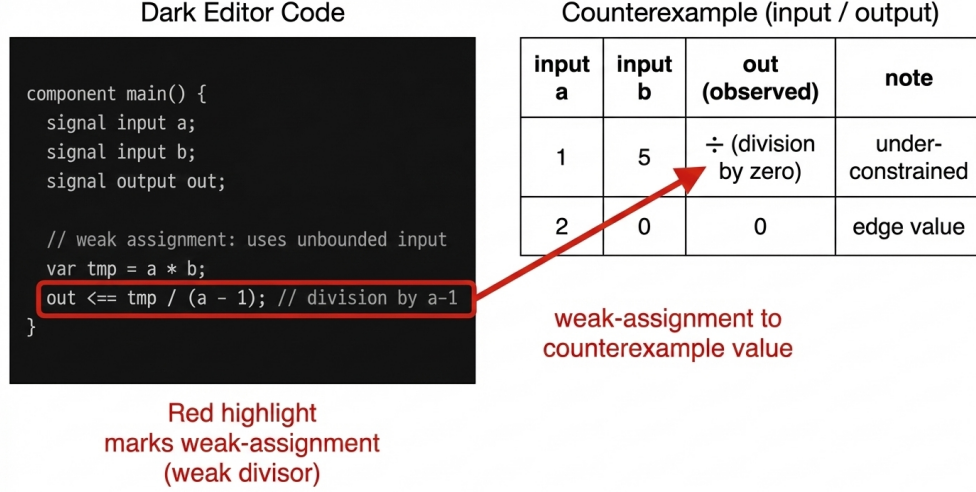 Dark Editor Code
component main() {
signal input a;
signal input b;
signal output out;
// weak assignment: uses unbounded input
var tmp = a * b;
out <== tmp / (a - 1); // division by a-1
}
Red highlight
marks weak-assignment
(weak divisor)
Counterexample (input / output)
input a | input b | out (observed) | note
1 | 5 | ÷ (division by zero) | under-constrained
2 | 0 | 0 | edge value
weak-assignment to
counterexample value